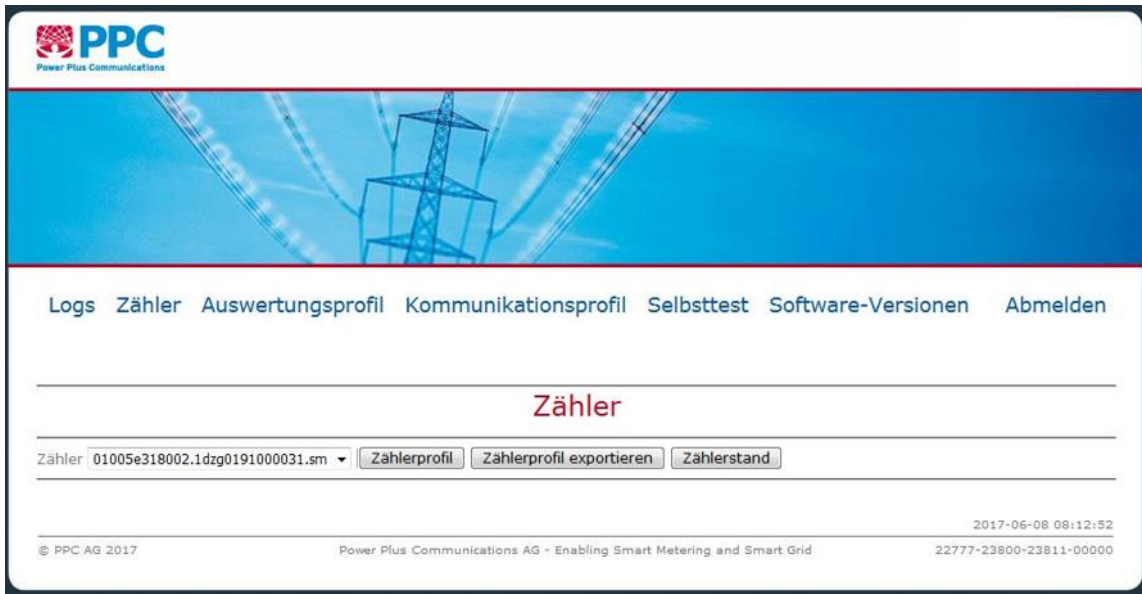 PPC
Power Plus Communications
Logs Zähler Auswertungsprofil Kommunikationsprofil Selbsttest Software-Versionen Abmelden
Zähler
Zähler 01005e318002.1dzg0191000031.sm Zählerprofil Zählerprofil exportieren Zählerstand
2017-06-08 08:12:52
© PPC AG 2017 Power Plus Communications AG - Enabling Smart Metering and Smart Grid 22777-23800-23811-00000